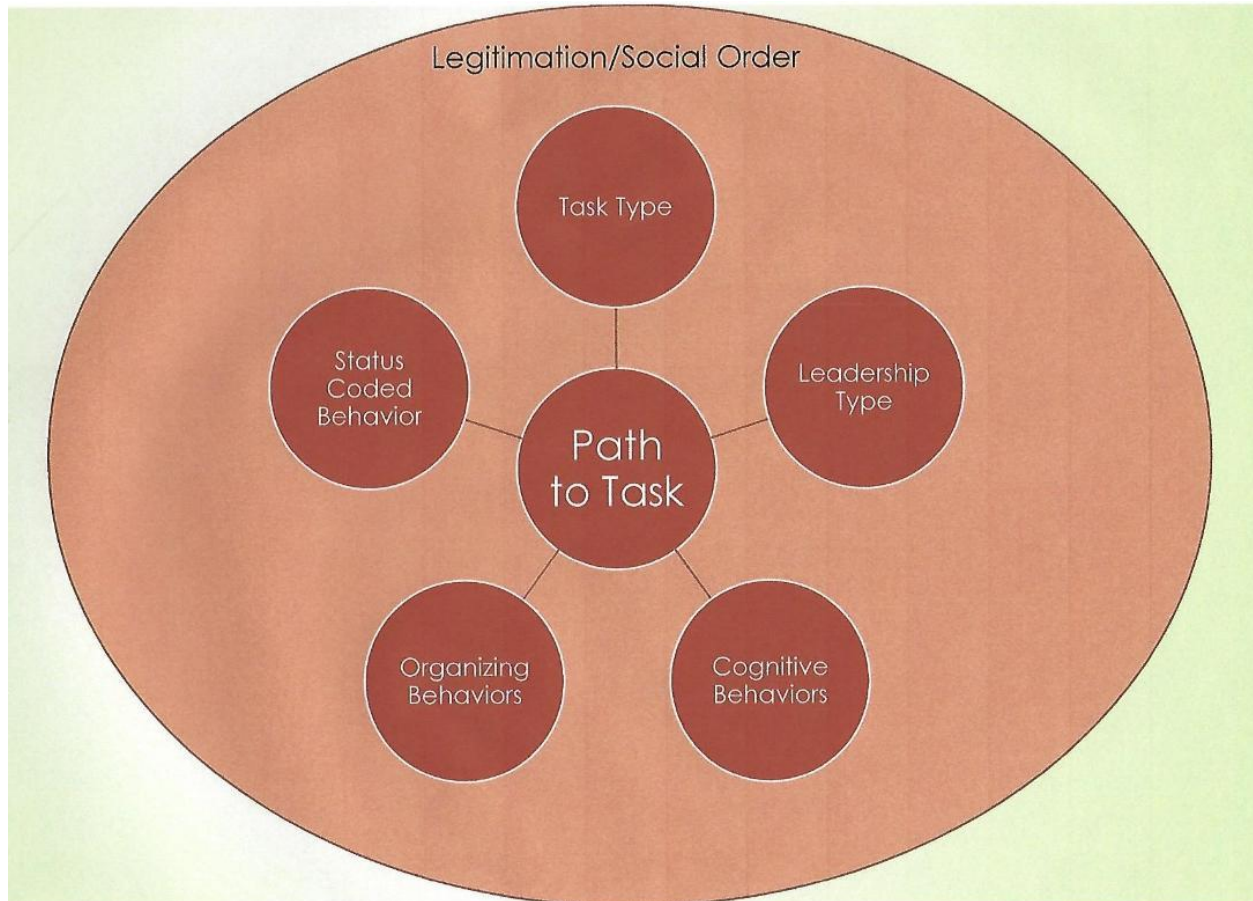 Legitimation/Social Order
Task Type
Status
Coded
Behavior
Leadership
Type
Path
to Task
Organizing
Behaviors
Cognitive
Behaviors